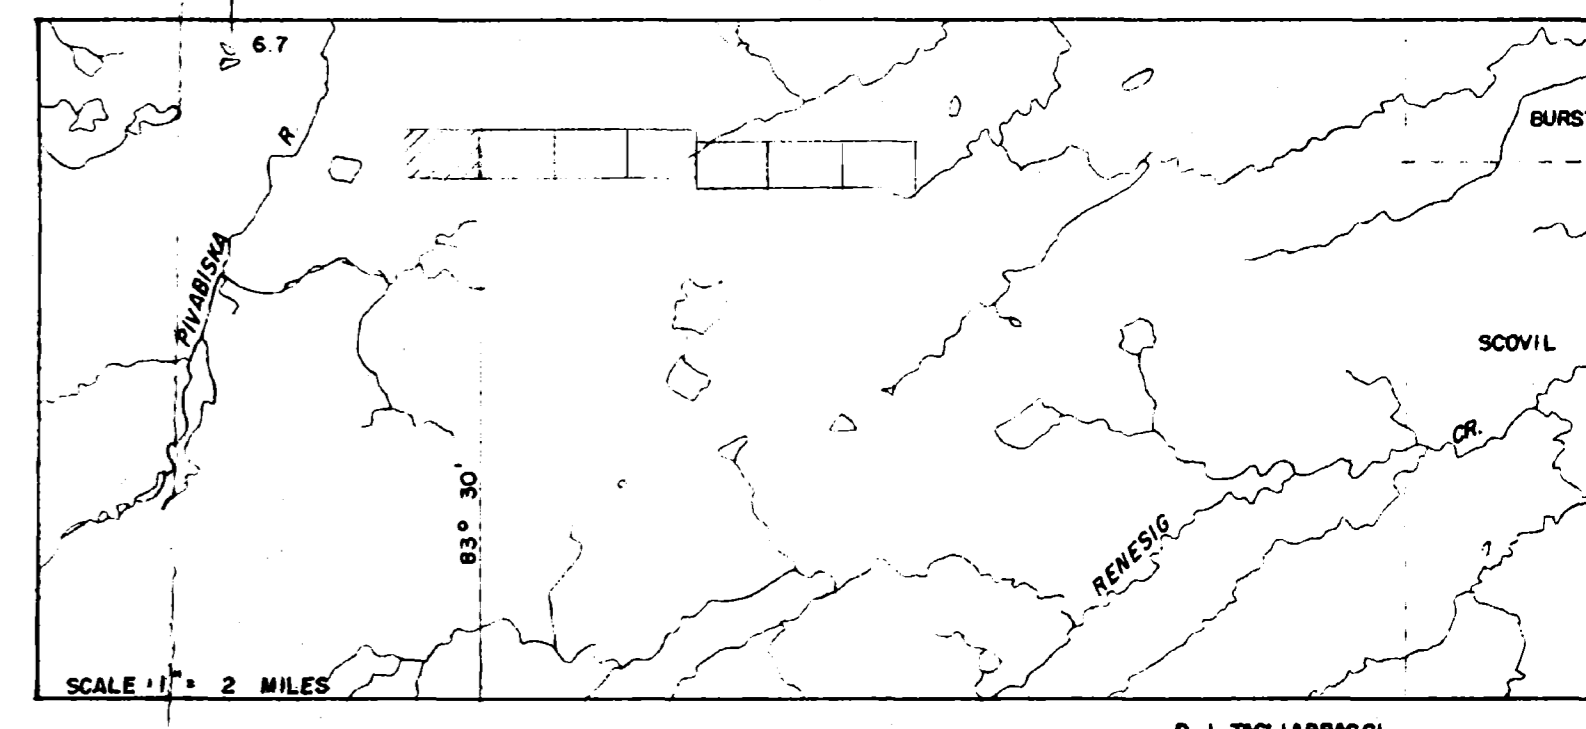 6.7
R
BURS
PIVABISKA
SCOVIL
CR.
83° 30'
RENESIG
SCALE : 1" = 2 MILES